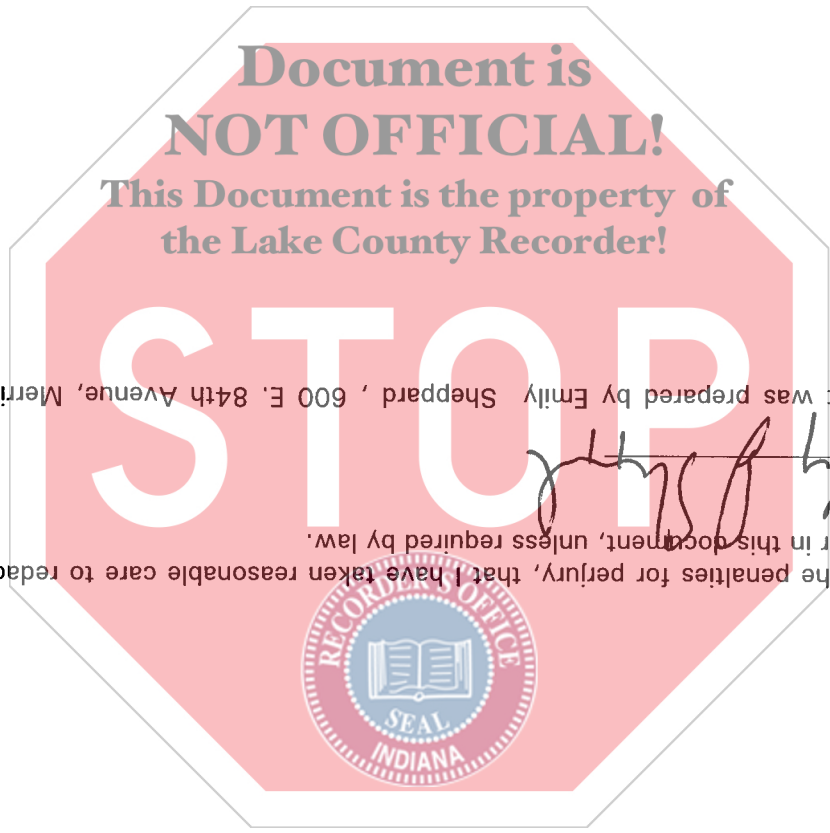 Document is
NOT OFFICIAL!
This Document is the property of
the Lake County Recorder!
STOP
he penalties for perjury, that I have taken reasonable care to redac
r in this document, unless required by law.
t was prepared by Emily Sheppard , 600 E. 84th Avenue, Merri
RECORDER'S OFFICE
SEAL
INDIANA